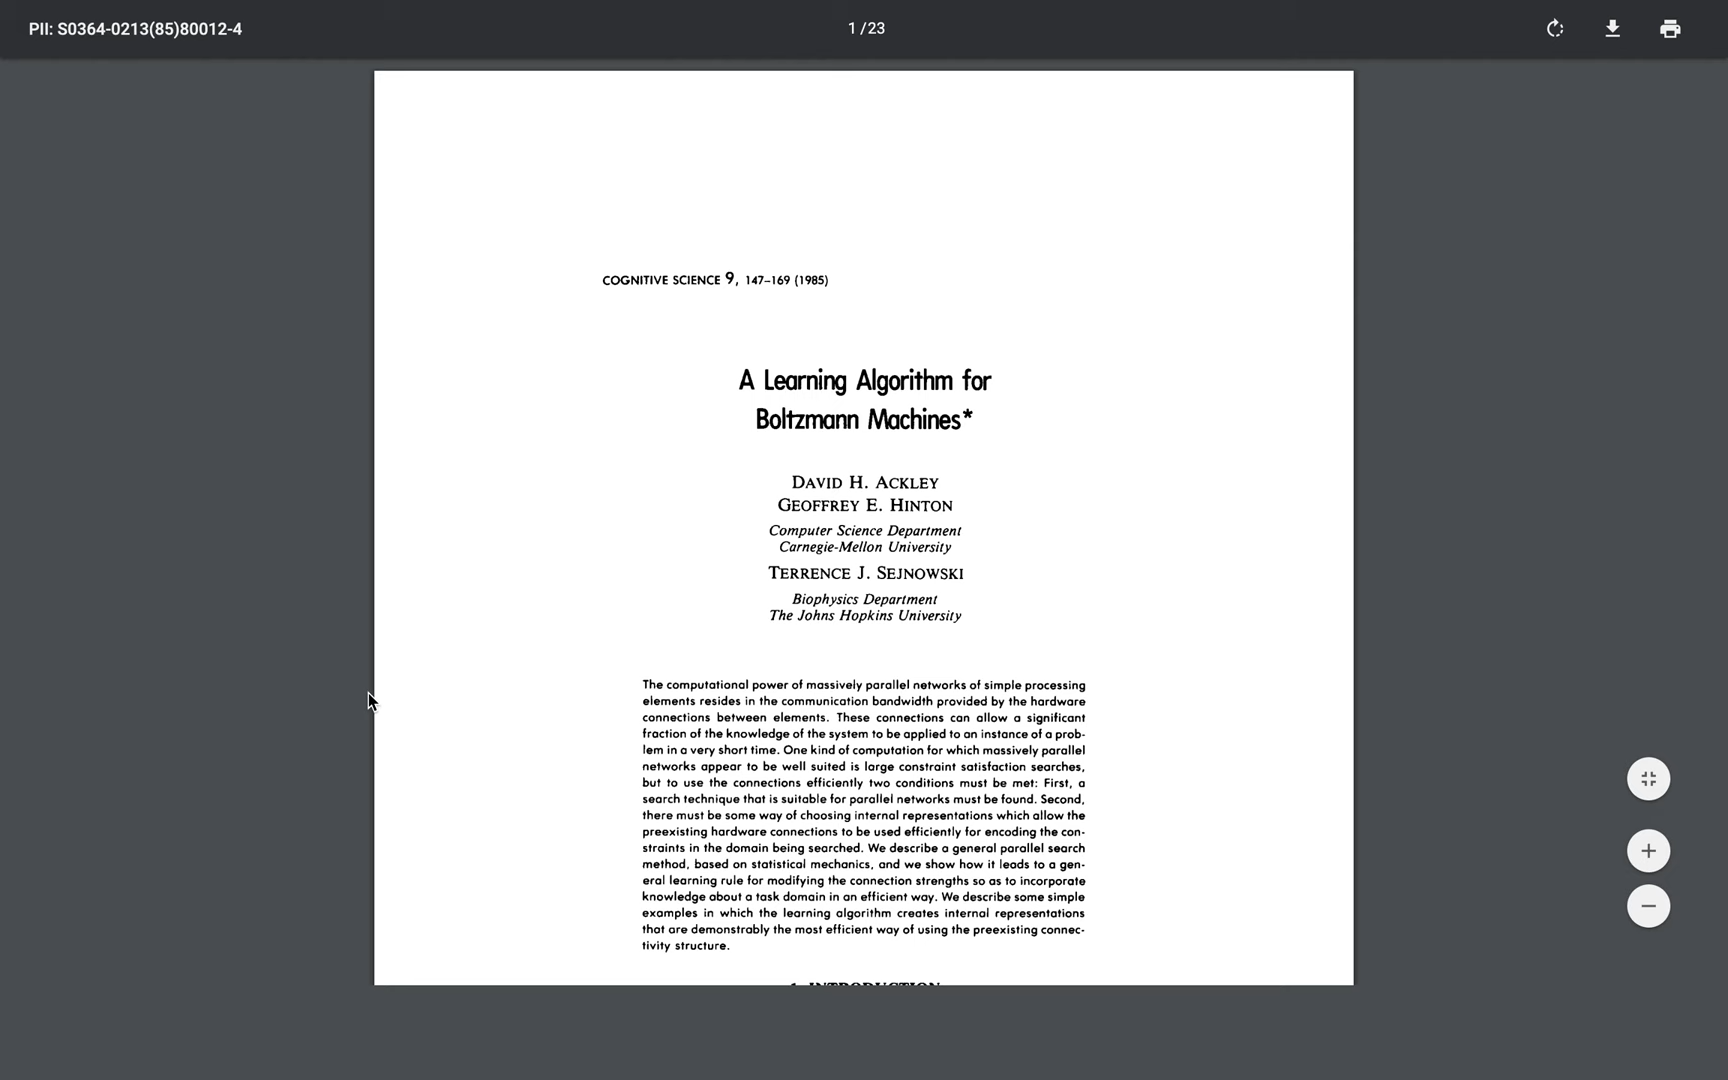 PII: S0364-0213(85)80012-4
1 / 23
COGNITIVE SCIENCE 9, 147–169 (1985)
A Learning Algorithm for
Boltzmann Machines*
DAVID H. ACKLEY
GEOFFREY E. HINTON
Computer Science Department
Carnegie-Mellon University
TERRENCE J. SEJNOWSKI
Biophysics Department
The Johns Hopkins University
The computational power of massively parallel networks of simple processing
elements resides in the communication bandwidth provided by the hardware
connections between elements. These connections can allow a significant
fraction of the knowledge of the system to be applied to an instance of a prob-
lem in a very short time. One kind of computation for which massively parallel
networks appear to be well suited is large constraint satisfaction searches,
but to use the connections efficiently two conditions must be met: First, a
search technique that is suitable for parallel networks must be found. Second,
there must be some way of choosing internal representations which allow the
preexisting hardware connections to be used efficiently for encoding the con-
straints in the domain being searched. We describe a general parallel search
method, based on statistical mechanics, and we show how it leads to a gen-
eral learning rule for modifying the connection strengths so as to incorporate
knowledge about a task domain in an efficient way. We describe some simple
examples in which the learning algorithm creates internal representations
that are demonstrably the most efficient way of using the preexisting connec-
tivity structure.
1. INTRODUCTION